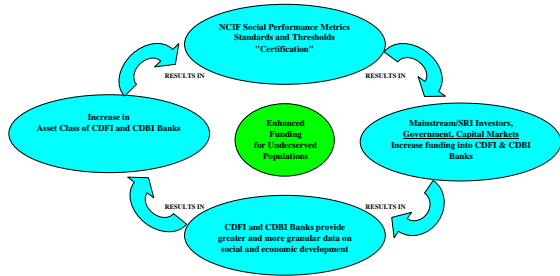 NCIF Social Performance Metrics
Standards and Thresholds
"Certification"
RESULTS IN
RESULTS IN
Increase in
Asset Class of CDFI and CDBI Banks
Enhanced
Funding
for Underserved
Populations
Mainstream/SRI Investors,
Government, Capital Markets
Increase funding into CDFI & CDBI
Banks
RESULTS IN
RESULTS IN
CDFI and CDBI Banks provide
greater and more granular data on
social and economic development